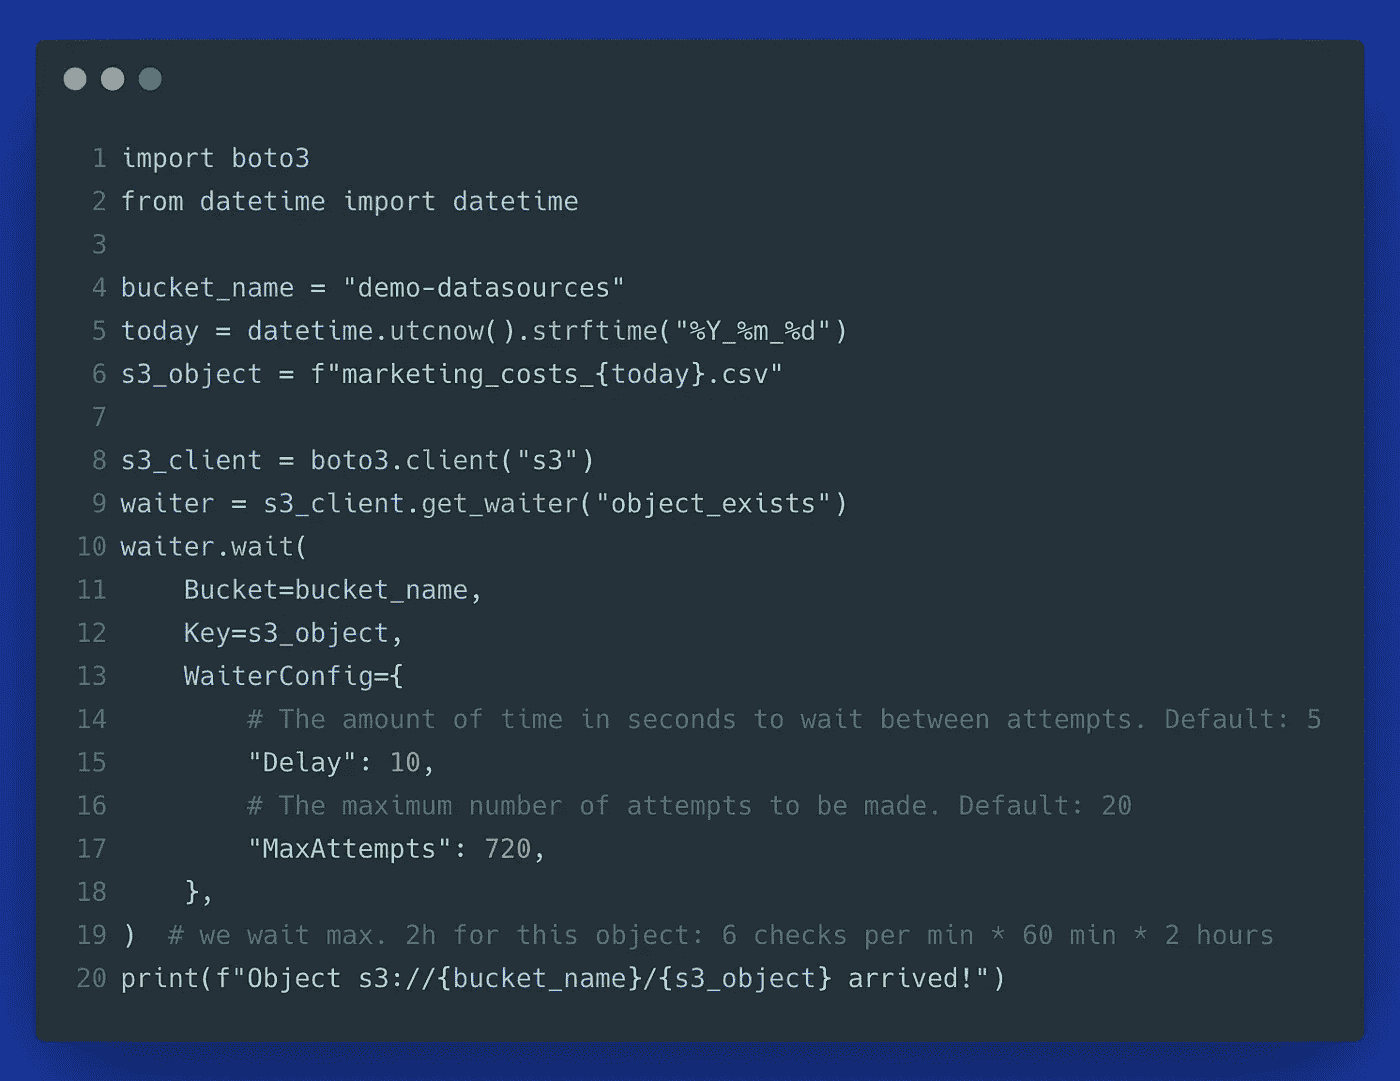 1 import boto3
2 from datetime import datetime
3
4 bucket_name = "demo-datasources"
5 today = datetime.utcnow().strftime("%Y_%m_%d")
6 s3_object = f"marketing_costs_{today}.csv"
7
8 s3_client = boto3.client("s3")
9 waiter = s3_client.get_waiter("object_exists")
10 waiter.wait(
11     Bucket=bucket_name,
12     Key=s3_object,
13     WaiterConfig={
14         # The amount of time in seconds to wait between attempts. Default: 5
15         "Delay": 10,
16         # The maximum number of attempts to be made. Default: 20
17         "MaxAttempts": 720,
18     },
19 )  # we wait max. 2h for this object: 6 checks per min * 60 min * 2 hours
20 print(f"Object s3://{bucket_name}/{s3_object} arrived!")